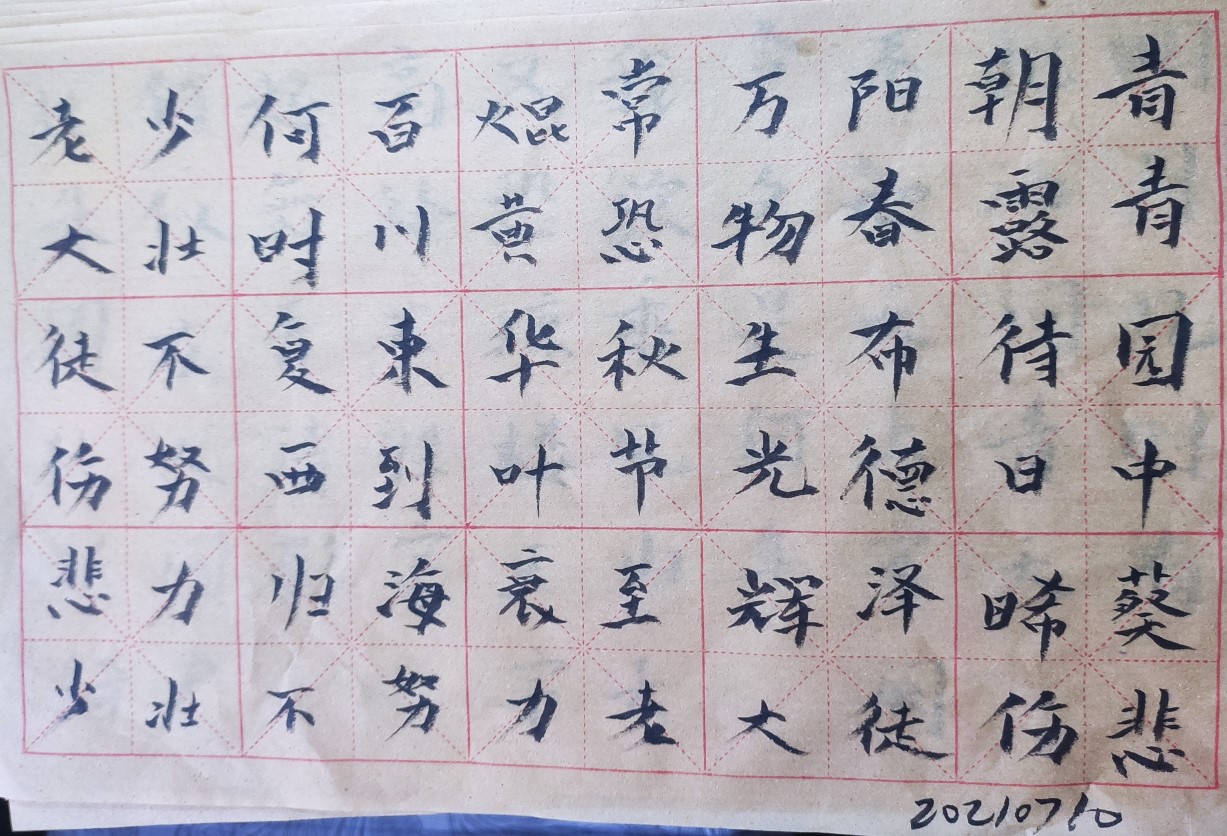 青青园中葵悲
朝露待日晞伤
阳春布德泽徒
万物生光辉大
常恐秋节至老
焜黄华叶衰力
百川東到海努
何时复西归不
少壮不努力壮
老大徒伤悲少
20210710